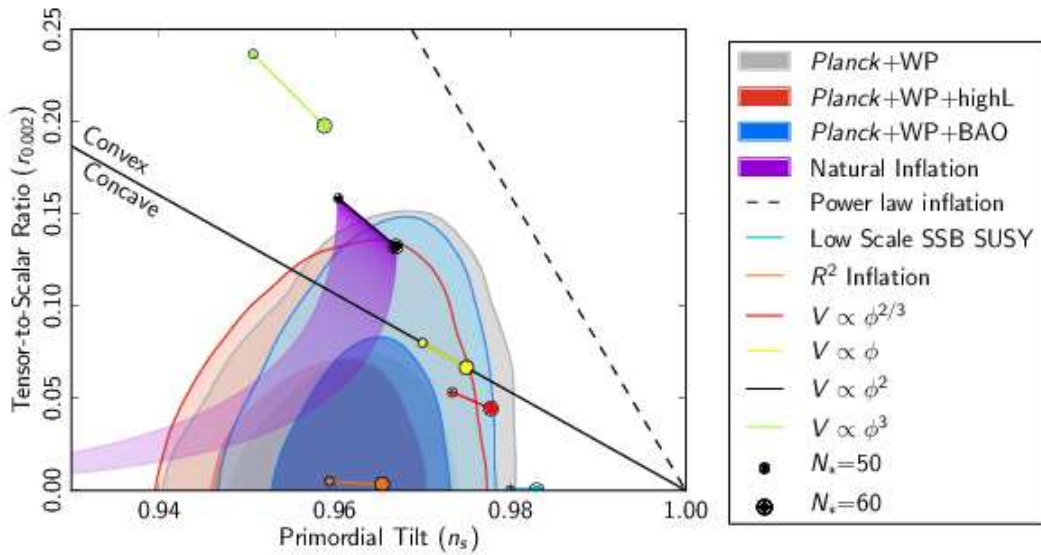 0.25
0.20
0.15
0.10
0.05
0.00
Tensor-to-Scalar Ratio (r0.002)
Convex
Concave
0.94
0.96
0.98
1.00
Primordial Tilt (ns)
Planck+WP
Planck+WP+highL
Planck+WP+BAO
Natural Inflation
Power law inflation
Low Scale SSB SUSY
R² Inflation
V ∝ ϕ^2/3
V ∝ ϕ
V ∝ ϕ²
V ∝ ϕ³
N*=50
N*=60